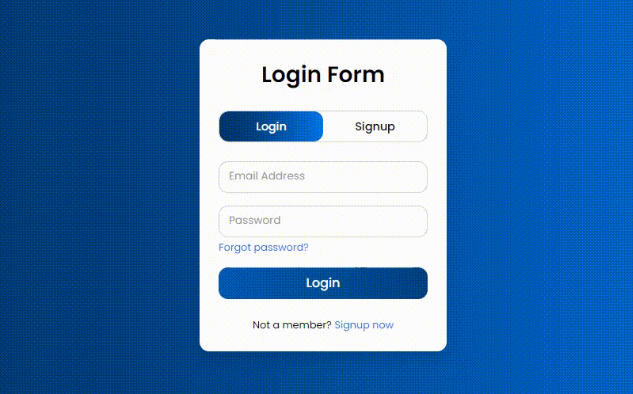 Login Form
Login Signup
Email Address
Password
Forgot password?
Login
Not a member? Signup now